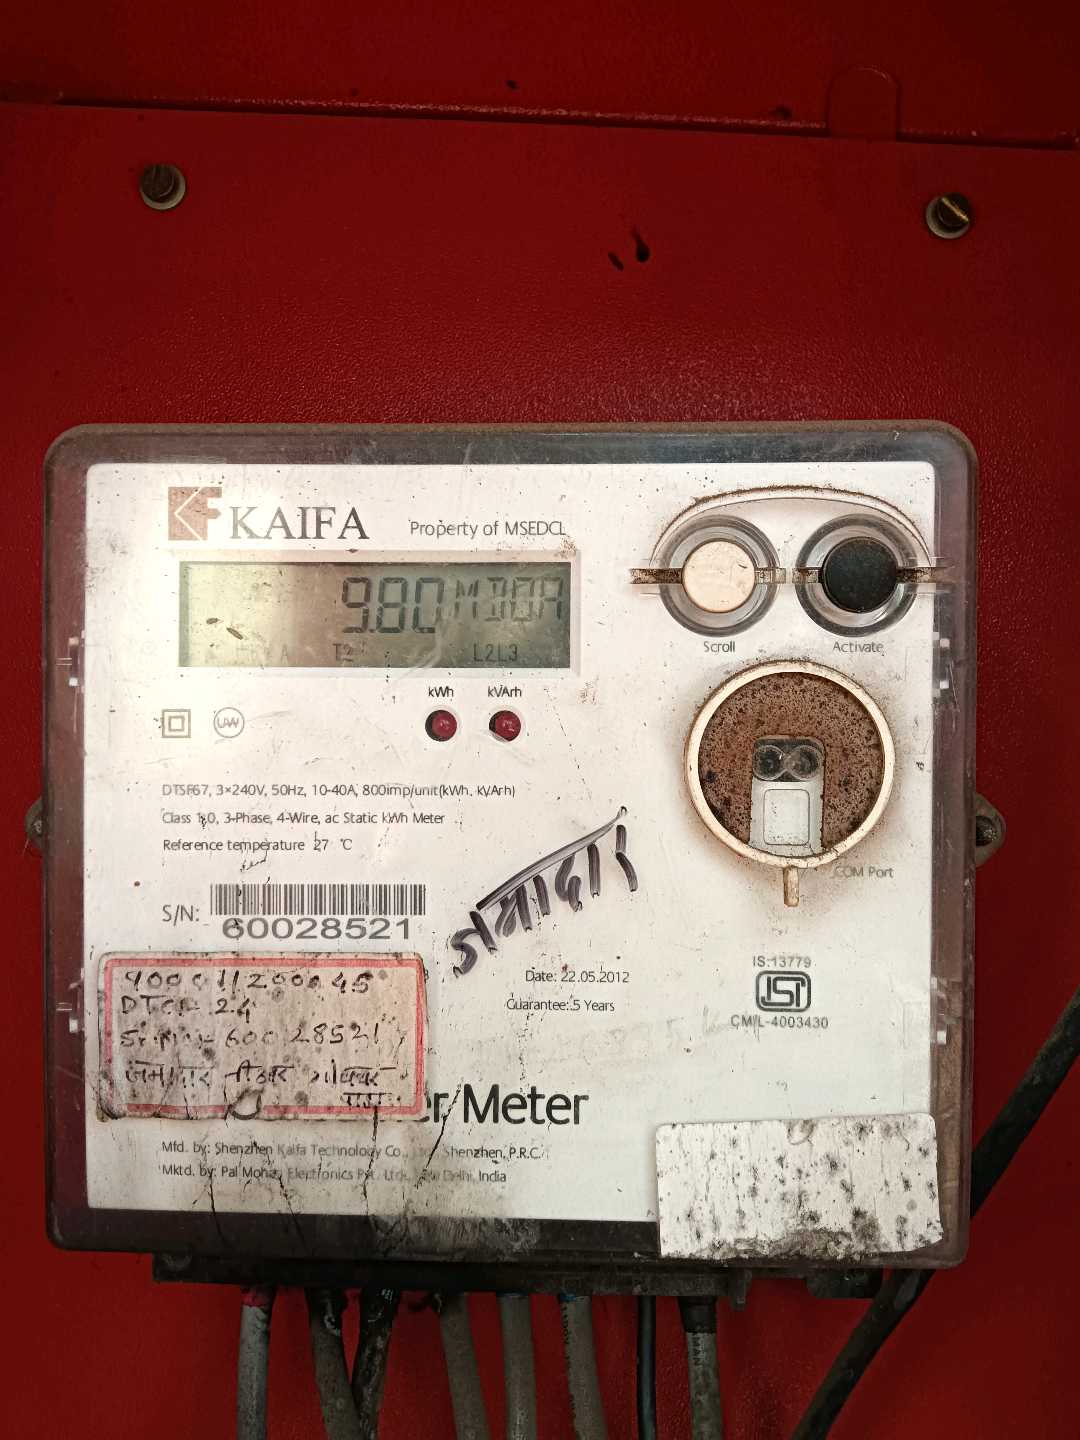 KAIFA
Property of MSEDCL
9.80
T2 L2L3
Scroll
Activate
kWh kVArh
DTSF67, 3×240V, 50Hz, 10-40A, 800imp/unit(kWh, kVArh)
Class 1.0, 3-Phase, 4-Wire, ac Static kWh Meter
Reference temperature 27 °C
COM Port
S/N:
60028521
Date: 22.05.2012
Guarantee: 5 Years
IS:13779
ISI
CM/L-4003430
60028521
Meter
Mfd. by: Shenzhen Kaifa Technology Co., Shenzhen, P.R.C.
Mktd. by: Pal Mohan Electronics Pvt. Ltd. Delhi, India